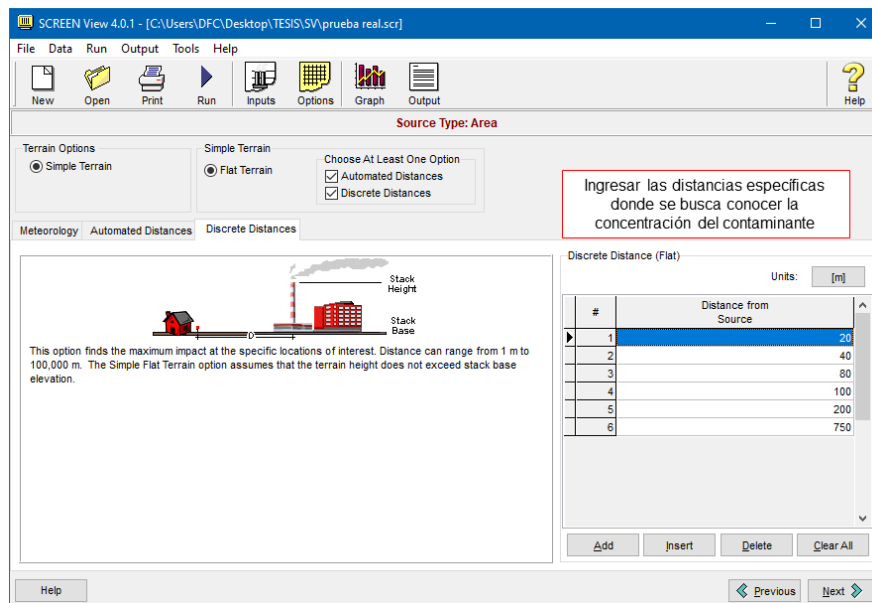 SCREEN View 4.0.1 - [C:\Users\DFC\Desktop\TESIS\SV\prueba real.scr]
File Data Run Output Tools Help
New Open Print Run Inputs Options Graph Output Help
Source Type: Area
Terrain Options
Simple Terrain
Simple Terrain
Flat Terrain
Choose At Least One Option
Automated Distances
Discrete Distances
Ingresar las distancias específicas
donde se busca conocer la
concentración del contaminante
Meteorology Automated Distances Discrete Distances
Stack
Height
Stack
Base
D
This option finds the maximum impact at the specific locations of interest. Distance can range from 1 m to
100,000 m. The Simple Flat Terrain option assumes that the terrain height does not exceed stack base
elevation.
Discrete Distance (Flat)
Units: [m]
# Distance from
Source
1 20
2 40
3 80
4 100
5 200
6 750
Add Insert Delete Clear All
Help Previous Next